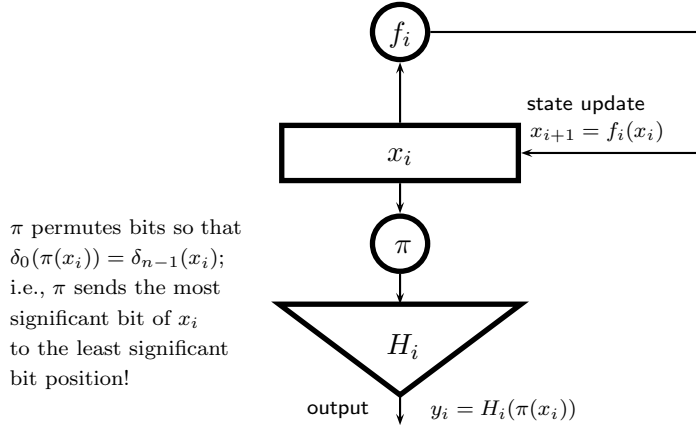 f_i
state update
x_{i+1} = f_i(x_i)
x_i
π permutes bits so that
δ_0(π(x_i)) = δ_{n−1}(x_i);
i.e., π sends the most
significant bit of x_i
to the least significant
bit position!
π
H_i
output
y_i = H_i(π(x_i))